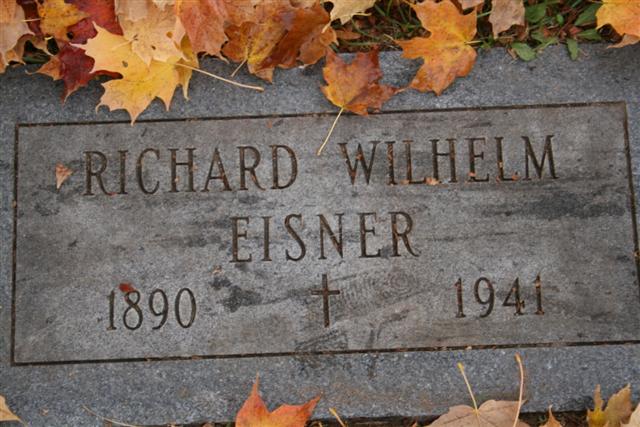 RICHARD WILHELM
EISNER
1890 1941